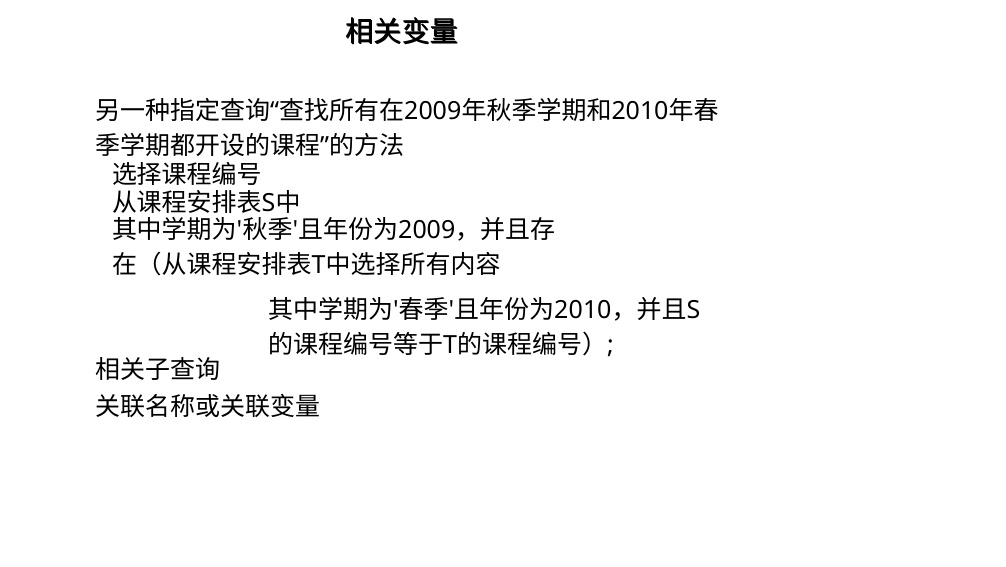 相关变量
另一种指定查询“查找所有在2009年秋季学期和2010年春
季学期都开设的课程”的方法
选择课程编号
从课程安排表S中
其中学期为'秋季'且年份为2009，并且存
在（从课程安排表T中选择所有内容
其中学期为'春季'且年份为2010，并且S
的课程编号等于T的课程编号）;
相关子查询
关联名称或关联变量